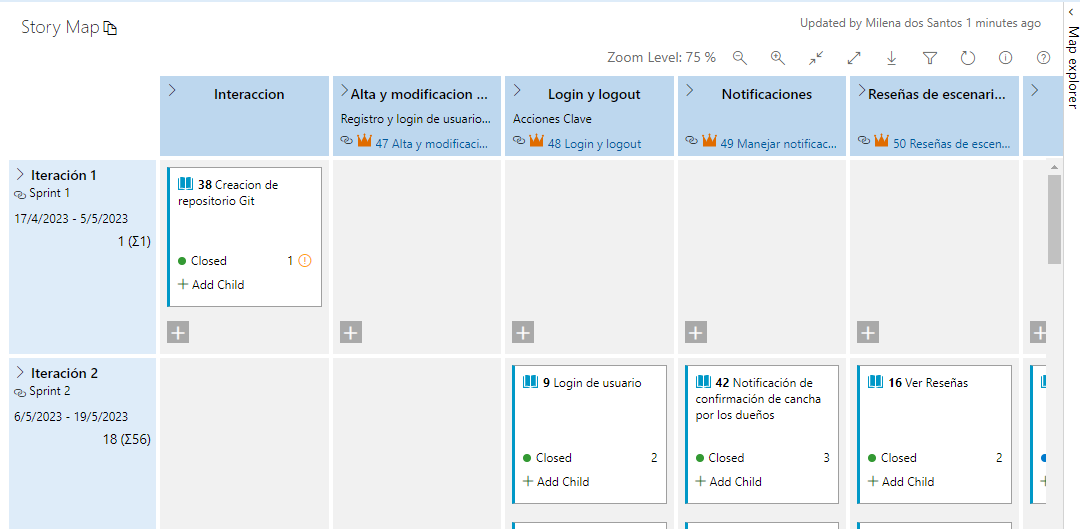 Story Map
Updated by Milena dos Santos 1 minutes ago
Zoom Level: 75 %
Map explorer
Interaccion
Alta y modificacion ...
Registro y login de usuario...
47 Alta y modificaci...
Login y logout
Acciones Clave
48 Login y logout
Notificaciones
49 Manejar notificac...
Reseñas de escenari...
50 Reseñas de escen...
Iteración 1
Sprint 1
17/4/2023 - 5/5/2023
1 (Σ1)
38 Creacion de
repositorio Git
Closed 1
+ Add Child
Iteración 2
Sprint 2
6/5/2023 - 19/5/2023
18 (Σ56)
9 Login de usuario
Closed 2
+ Add Child
42 Notificación de
confirmación de cancha
por los dueños
Closed 3
+ Add Child
16 Ver Reseñas
Closed 2
+ Add Child